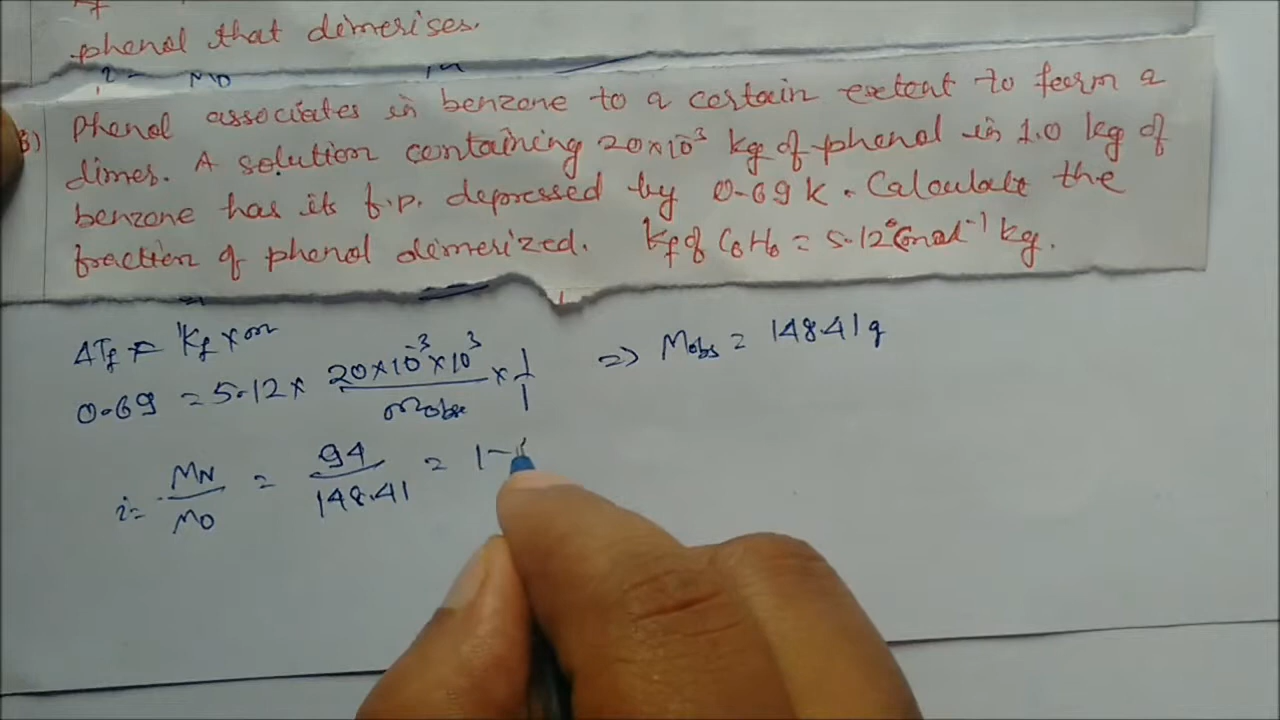 phenol that dimerises.
i = MO
3) Phenol associates in benzene to a certain extent to form a
dimer. A solution containing 20×10⁻³ kg of phenol in 1.0 kg of
benzene has its f.p. depressed by 0.69 K. Calculate the
fraction of phenol dimerized. Kf of C6H6 = 5.12°C mol⁻¹ kg.
ΔTf = Kf × m
0.69 = 5.12 × 20×10⁻³×10³ / Mobs × 1/1 => Mobs = 148.41 g
i = MN / MO = 94 / 148.41 = 1-